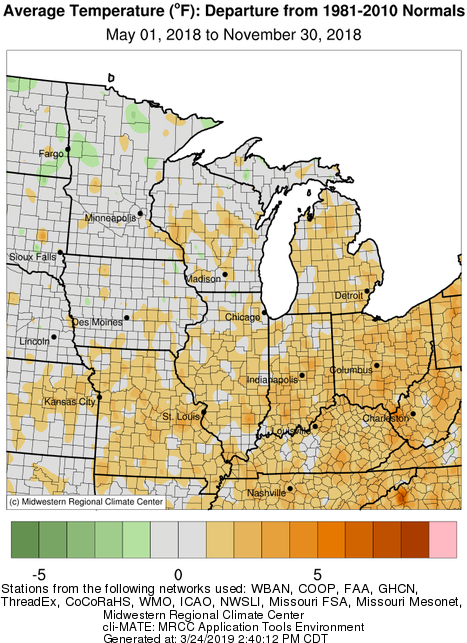 Average Temperature (°F): Departure from 1981-2010 Normals
May 01, 2018 to November 30, 2018
Fargo
Minneapolis
Sioux Falls
Madison
Detroit
Chicago
Des Moines
Lincoln
Columbus
Indianapolis
Kansas City
St. Louis
Charleston
Louisville
Nashville
(c) Midwestern Regional Climate Center
-5 0 5
Stations from the following networks used: WBAN, COOP, FAA, GHCN,
ThreadEx, CoCoRaHS, WMO, ICAO, NWSLI, Missouri FSA, Missouri Mesonet,
Midwestern Regional Climate Center
cli-MATE: MRCC Application Tools Environment
Generated at: 3/24/2019 2:40:12 PM CDT